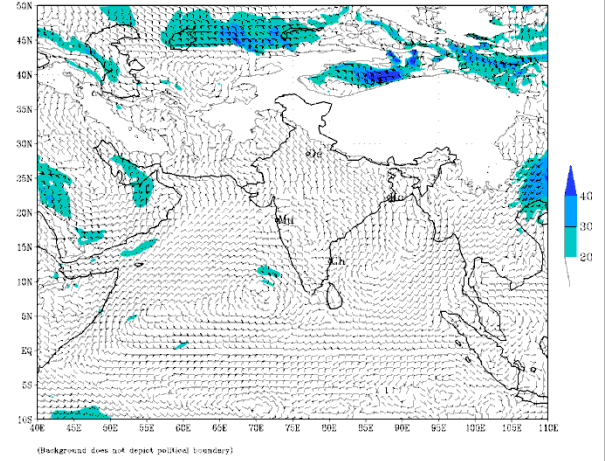 50N
45N
40N
35N
30N
25N
20N
15N
10N
5N
EQ
5S
10S
40E 45E 50E 55E 60E 65E 70E 75E 80E 85E 90E 95E 100E 105E 110E
40
30
20
De
Mu
Ch
(Background does not depict political boundary)